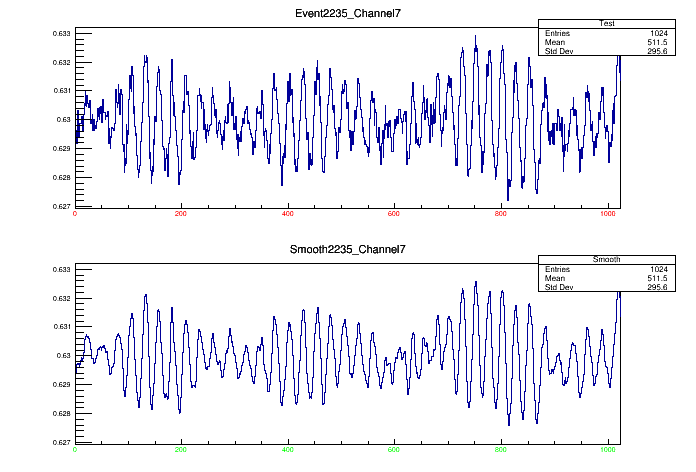 Event2235_Channel7
Test
Entries 1024
Mean 511.5
Std Dev 295.6
0.633
0.632
0.631
0.63
0.629
0.628
0.627
0 200 400 600 800 1000
Smooth2235_Channel7
Smooth
Entries 1024
Mean 511.5
Std Dev 295.6
0.633
0.632
0.631
0.63
0.629
0.628
0.627
0 200 400 600 800 1000